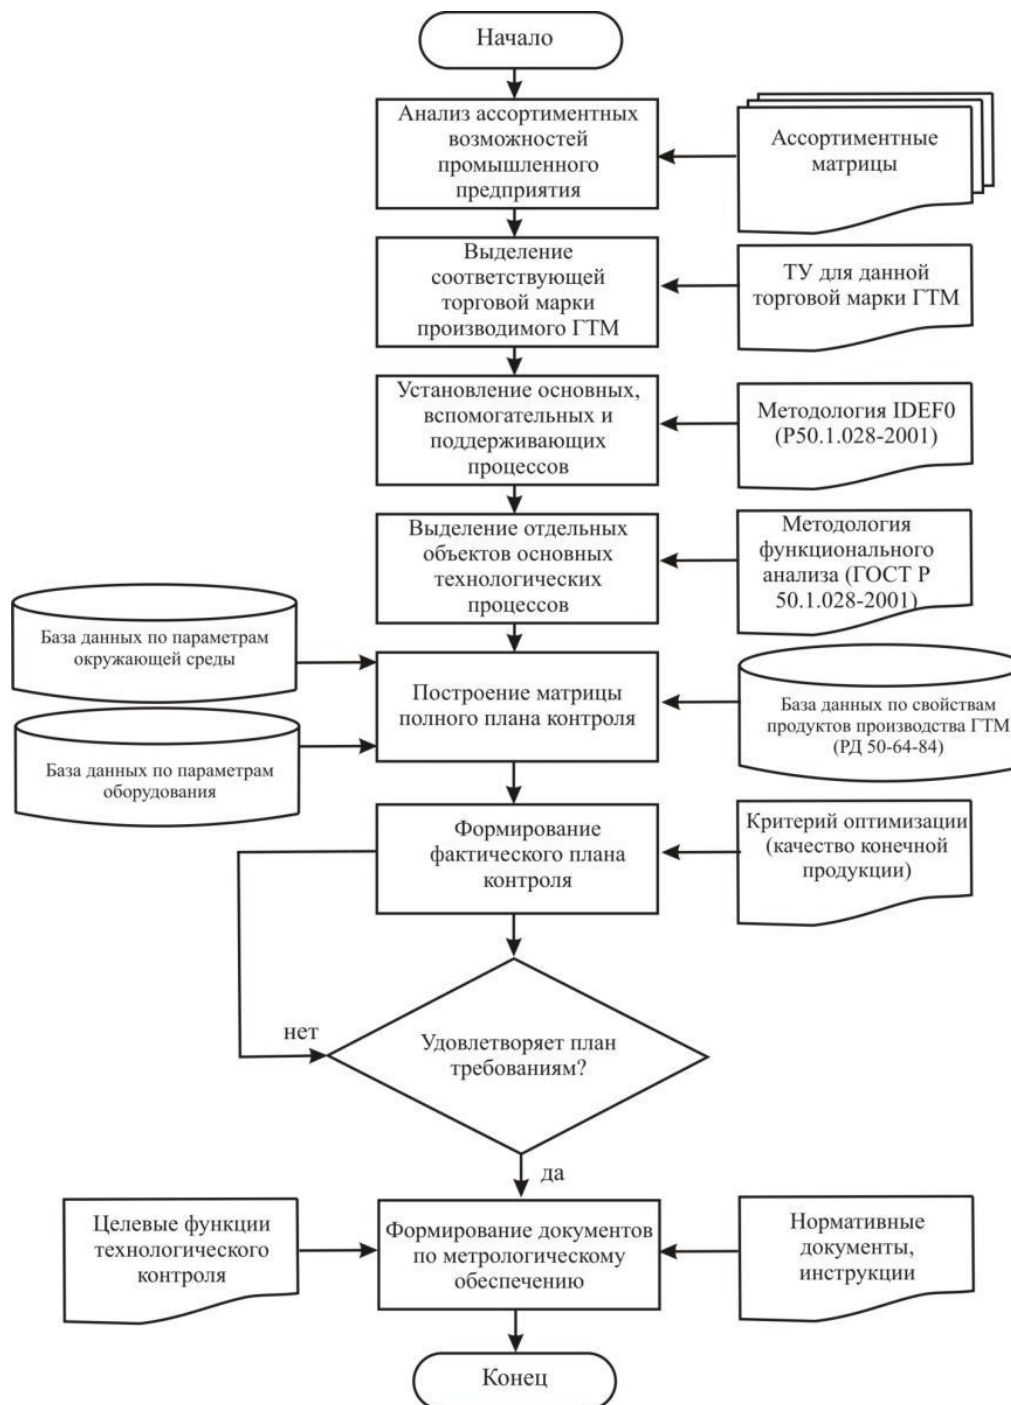 Начало
Анализ ассортиментных
возможностей
промышленного
предприятия
Ассортиментные
матрицы
Выделение
соответствующей
торговой марки
производимого ГТМ
ТУ для данной
торговой марки ГТМ
Установление основных,
вспомогательных и
поддерживающих
процессов
Методология IDEF0
(Р50.1.028-2001)
Выделение отдельных
объектов основных
технологических
процессов
Методология
функционального
анализа (ГОСТ Р
50.1.028-2001)
База данных по параметрам
окружающей среды
Построение матрицы
полного плана контроля
База данных по свойствам
продуктов производства ГТМ
(РД 50-64-84)
База данных по параметрам
оборудования
Формирование
фактического плана
контроля
Критерий оптимизации
(качество конечной
продукции)
нет
Удовлетворяет план
требованиям?
да
Целевые функции
технологического
контроля
Формирование документов
по метрологическому
обеспечению
Нормативные
документы,
инструкции
Конец